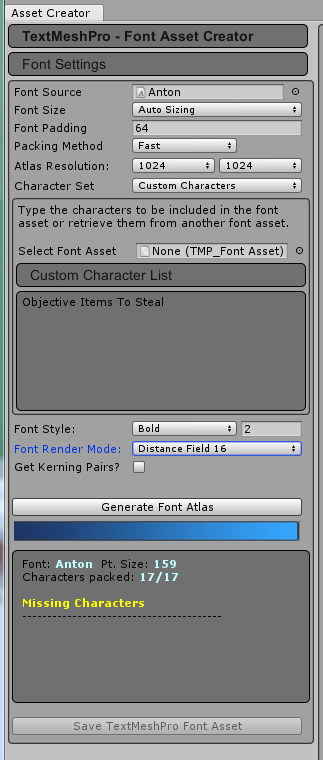 Asset Creator
TextMeshPro - Font Asset Creator
Font Settings
Font Source Anton
Font Size Auto Sizing
Font Padding 64
Packing Method Fast
Atlas Resolution: 1024 1024
Character Set Custom Characters
Type the characters to be included in the font
asset or retrieve them from another font asset.
Select Font Asset None (TMP_Font Asset)
Custom Character List
Objective Items To Steal
Font Style: Bold 2
Font Render Mode: Distance Field 16
Get Kerning Pairs?
Generate Font Atlas
Font: Anton Pt. Size: 159
Characters packed: 17/17
Missing Characters
----------------------------------------
Save TextMeshPro Font Asset